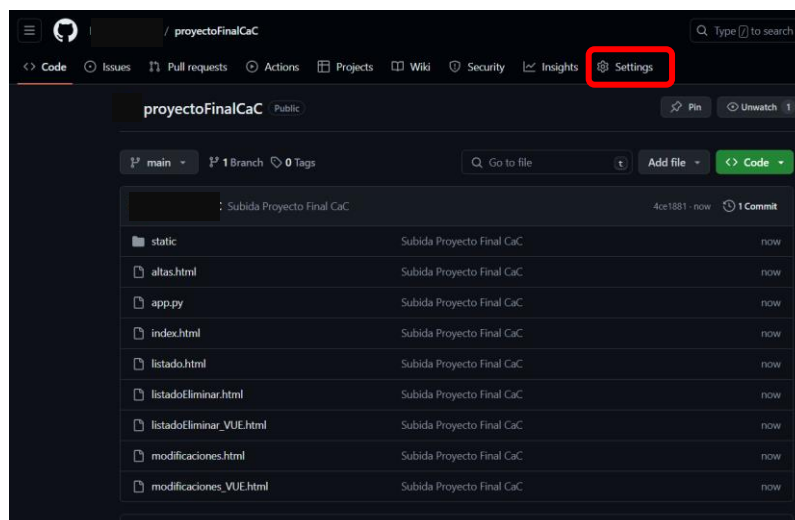 / proyectoFinalCaC Type / to search
Code Issues Pull requests Actions Projects Wiki Security Insights Settings
proyectoFinalCaC Public Pin Unwatch 1
main 1 Branch 0 Tags Go to file t Add file Code
Subida Proyecto Final CaC 4ce1881 · now 1 Commit
static Subida Proyecto Final CaC now
altas.html Subida Proyecto Final CaC now
app.py Subida Proyecto Final CaC now
index.html Subida Proyecto Final CaC now
listado.html Subida Proyecto Final CaC now
listadoEliminar.html Subida Proyecto Final CaC now
listadoEliminar_VUE.html Subida Proyecto Final CaC now
modificaciones.html Subida Proyecto Final CaC now
modificaciones_VUE.html Subida Proyecto Final CaC now